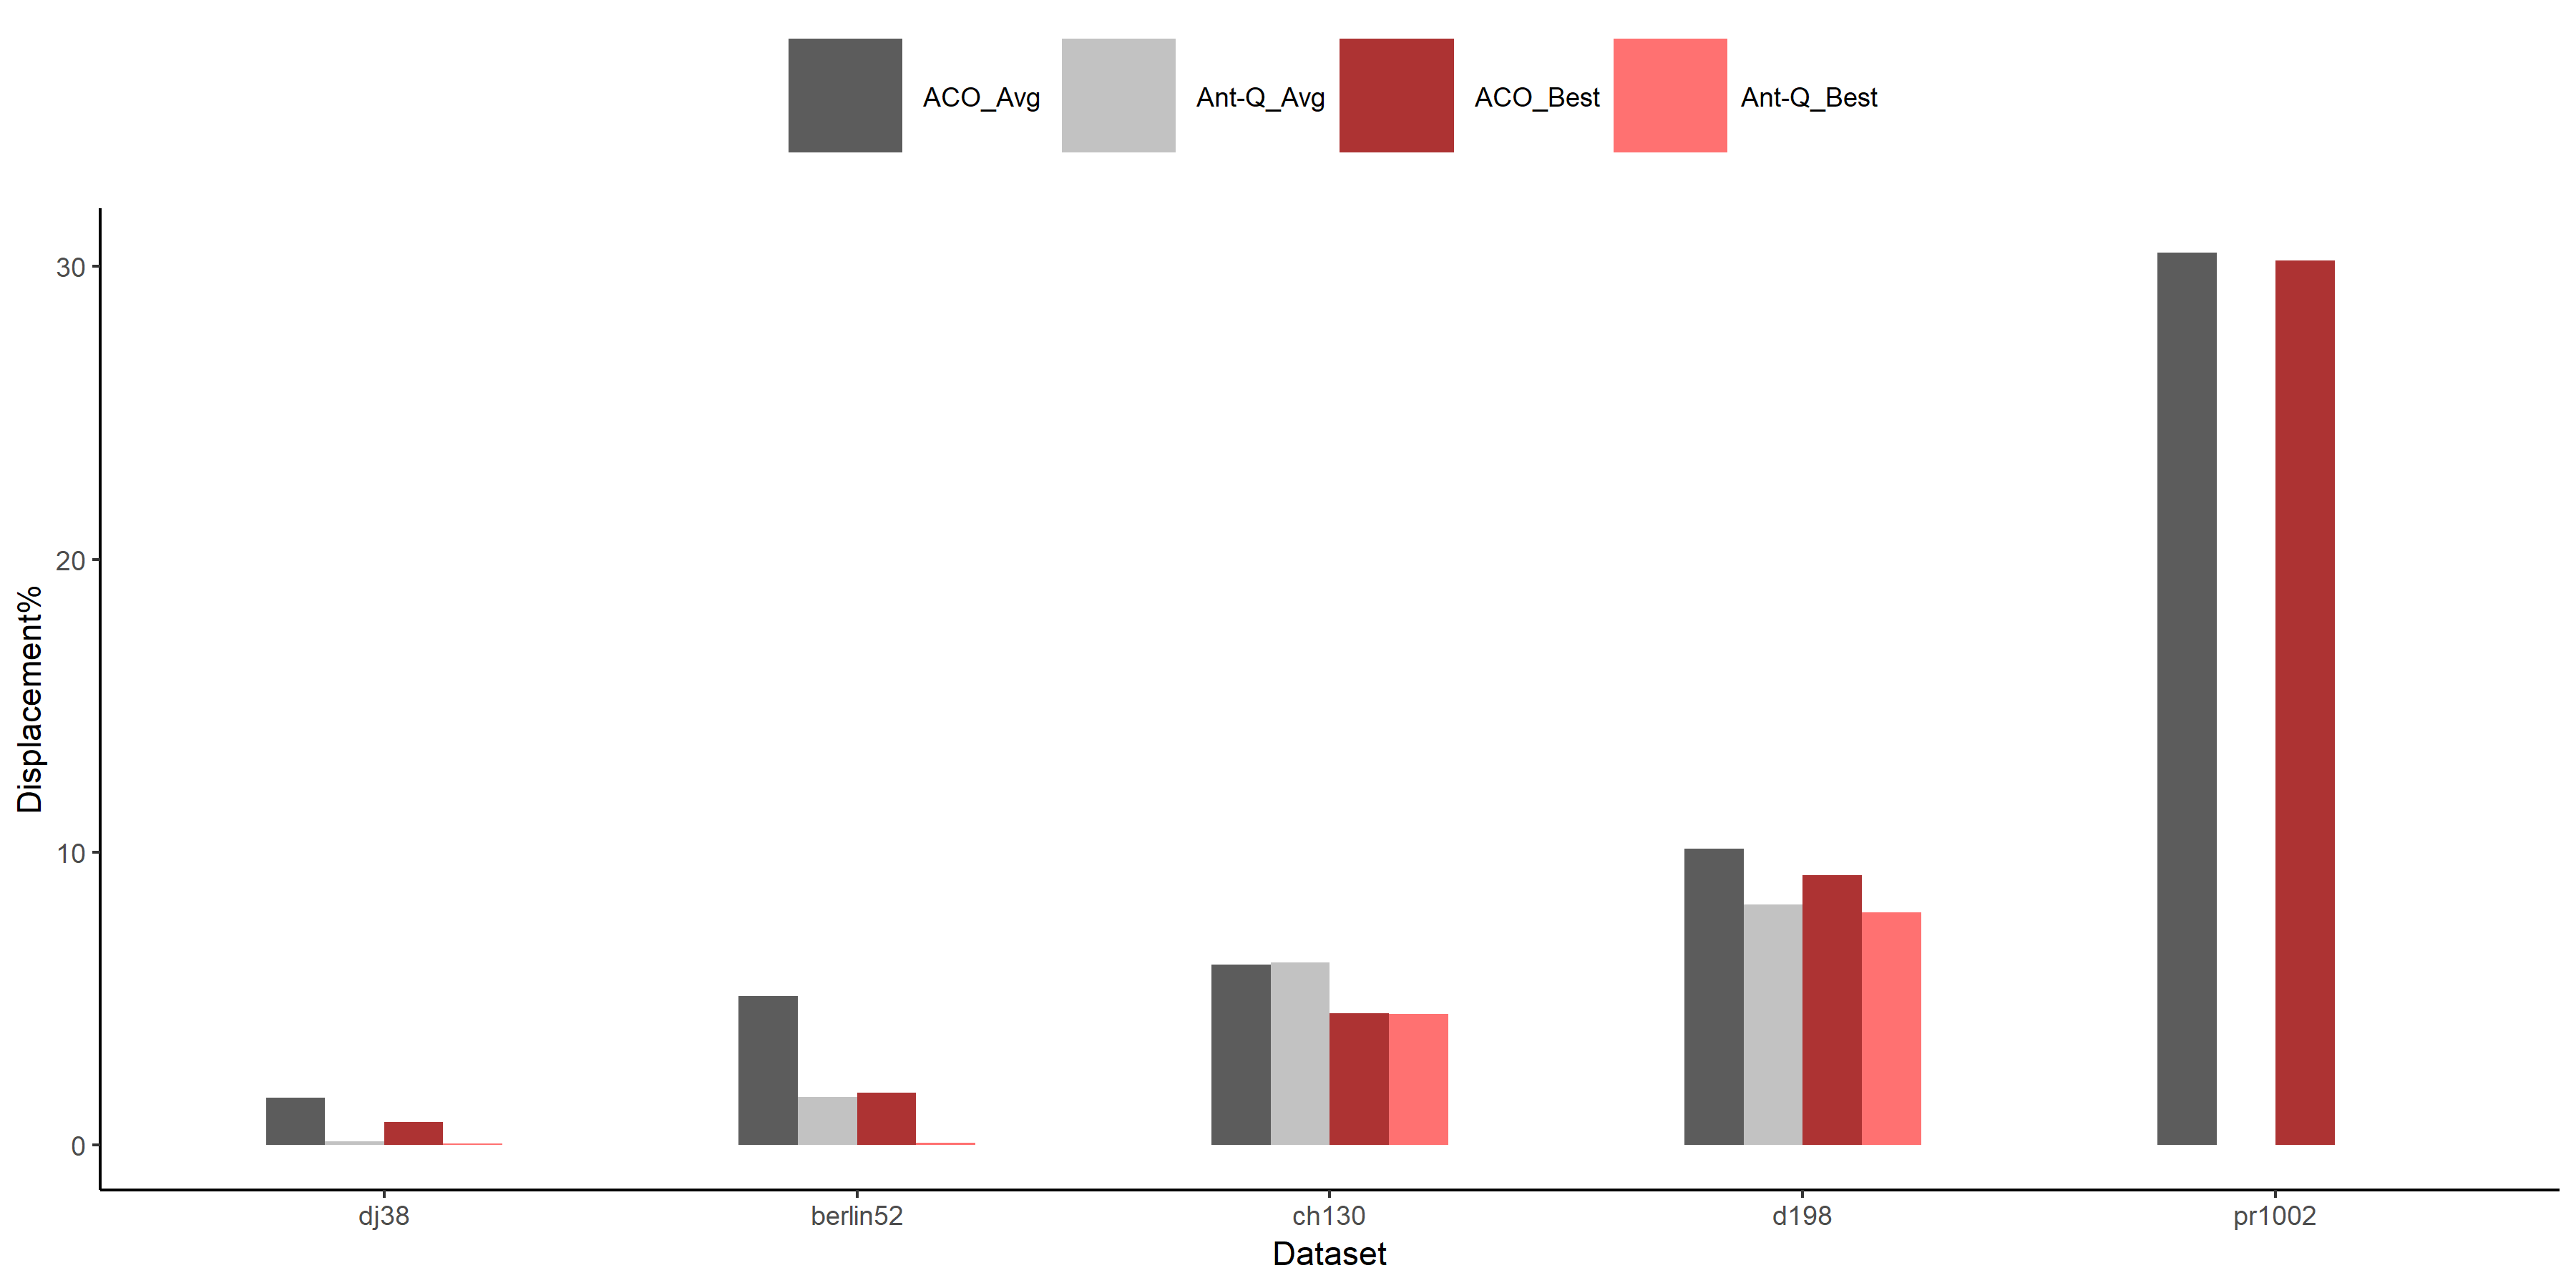 ACO_Avg Ant-Q_Avg ACO_Best Ant-Q_Best
30
20
10
0
Displacement%
dj38 berlin52 ch130 d198 pr1002
Dataset